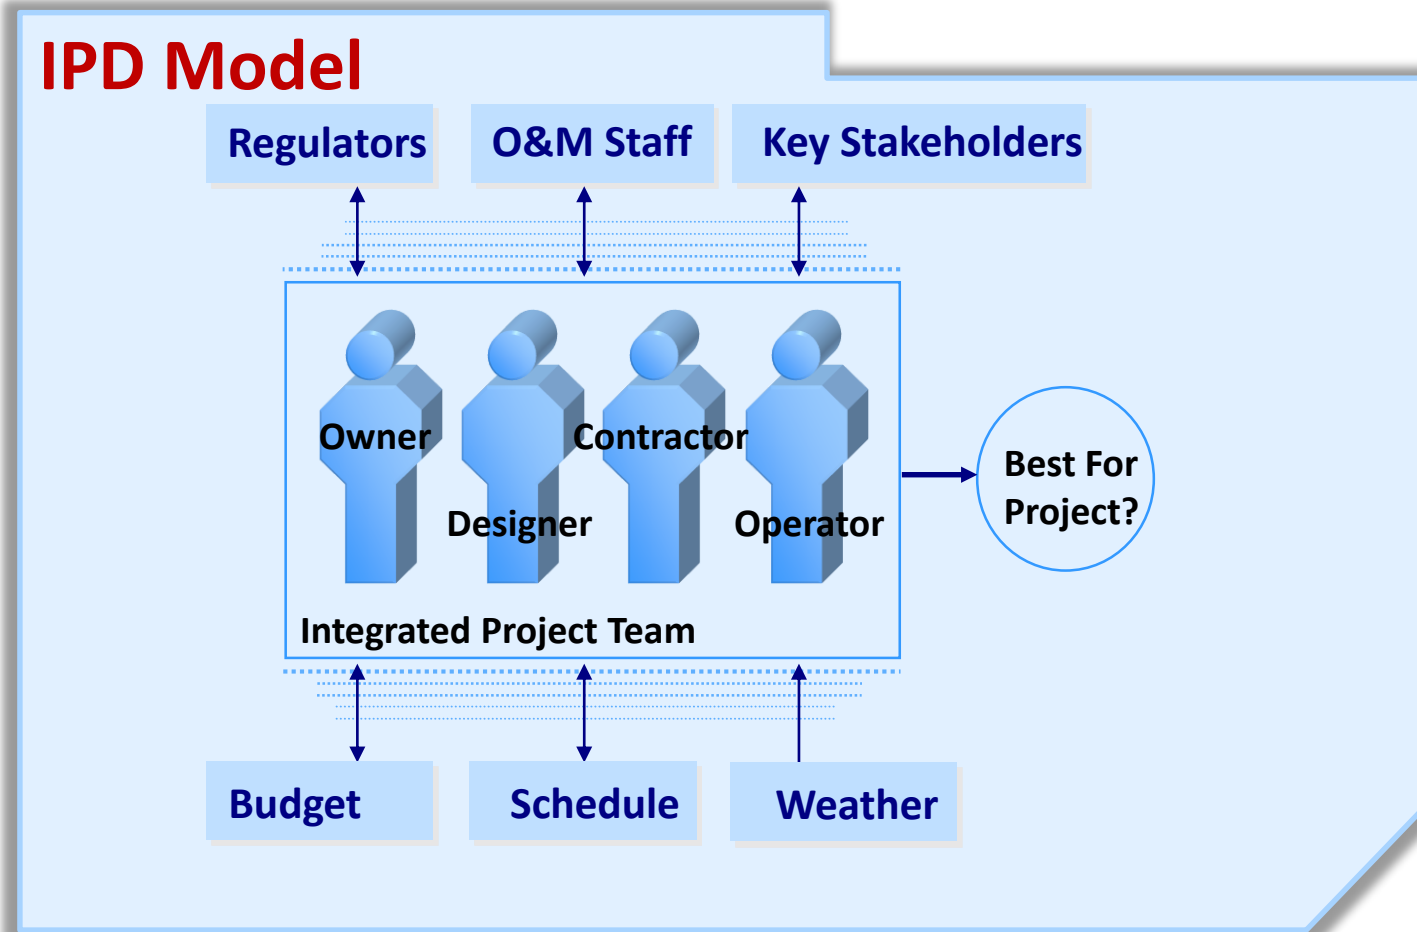 IPD Model
Regulators
O&M Staff
Key Stakeholders
Owner
Contractor
Designer
Operator
Best For
Project?
Integrated Project Team
Budget
Schedule
Weather